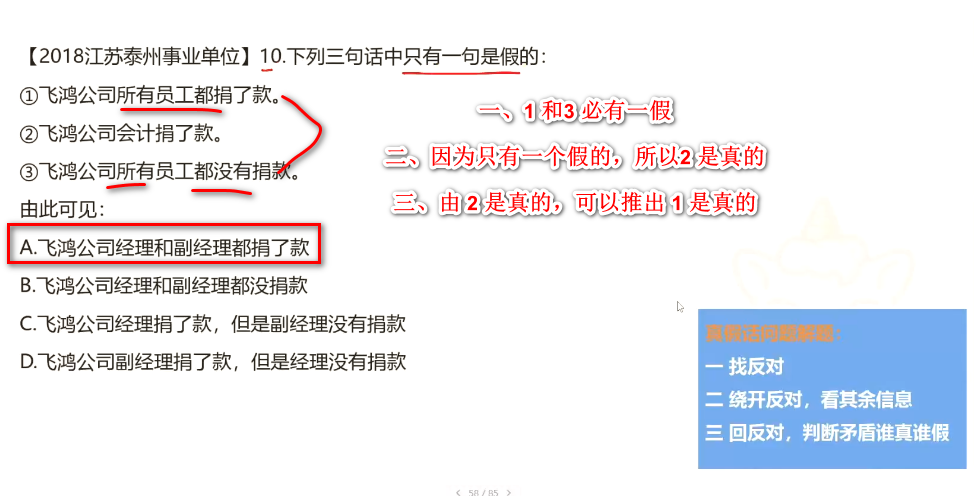 【2018江苏泰州事业单位】10.下列三句话中只有一句是假的：
①飞鸿公司所有员工都捐了款。
②飞鸿公司会计捐了款。
③飞鸿公司所有员工都没有捐款。
由此可见：
A.飞鸿公司经理和副经理都捐了款
B.飞鸿公司经理和副经理都没捐款
C.飞鸿公司经理捐了款，但是副经理没有捐款
D.飞鸿公司副经理捐了款，但是经理没有捐款
一、1 和3 必有一假
二、因为只有一个假的，所以2 是真的
三、由 2 是真的，可以推出 1 是真的
真假话问题解题：
一 找反对
二 绕开反对，看其余信息
三 回反对，判断矛盾谁真谁假
58 / 85